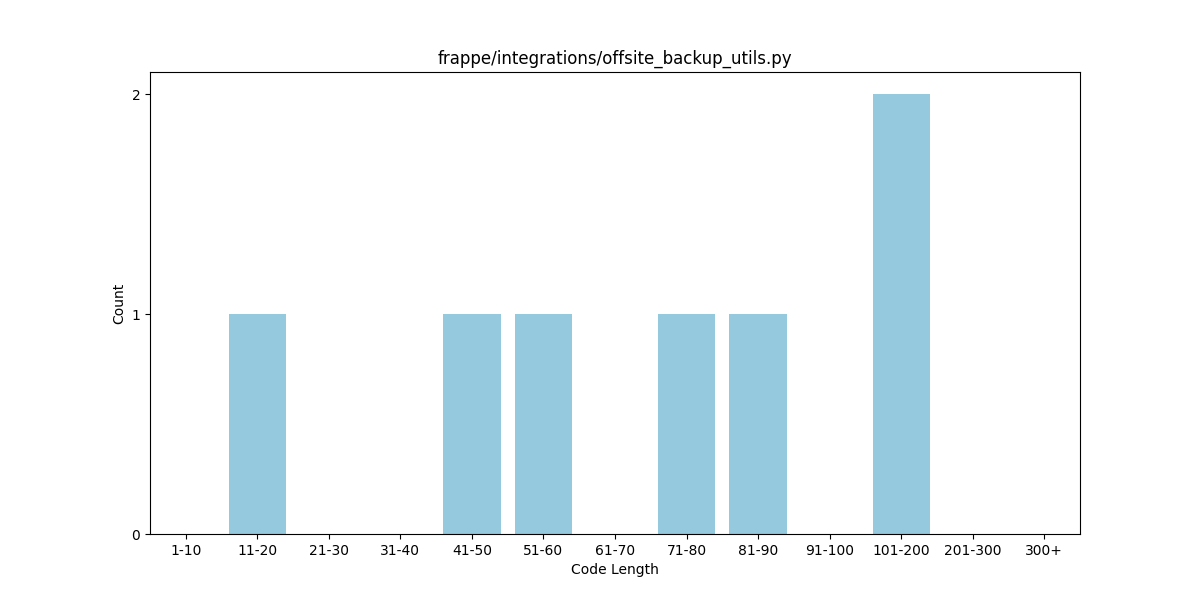 frappe/integrations/offsite_backup_utils.py
2
1
0
Count
1-10 11-20 21-30 31-40 41-50 51-60 61-70 71-80 81-90 91-100 101-200 201-300 300+
Code Length